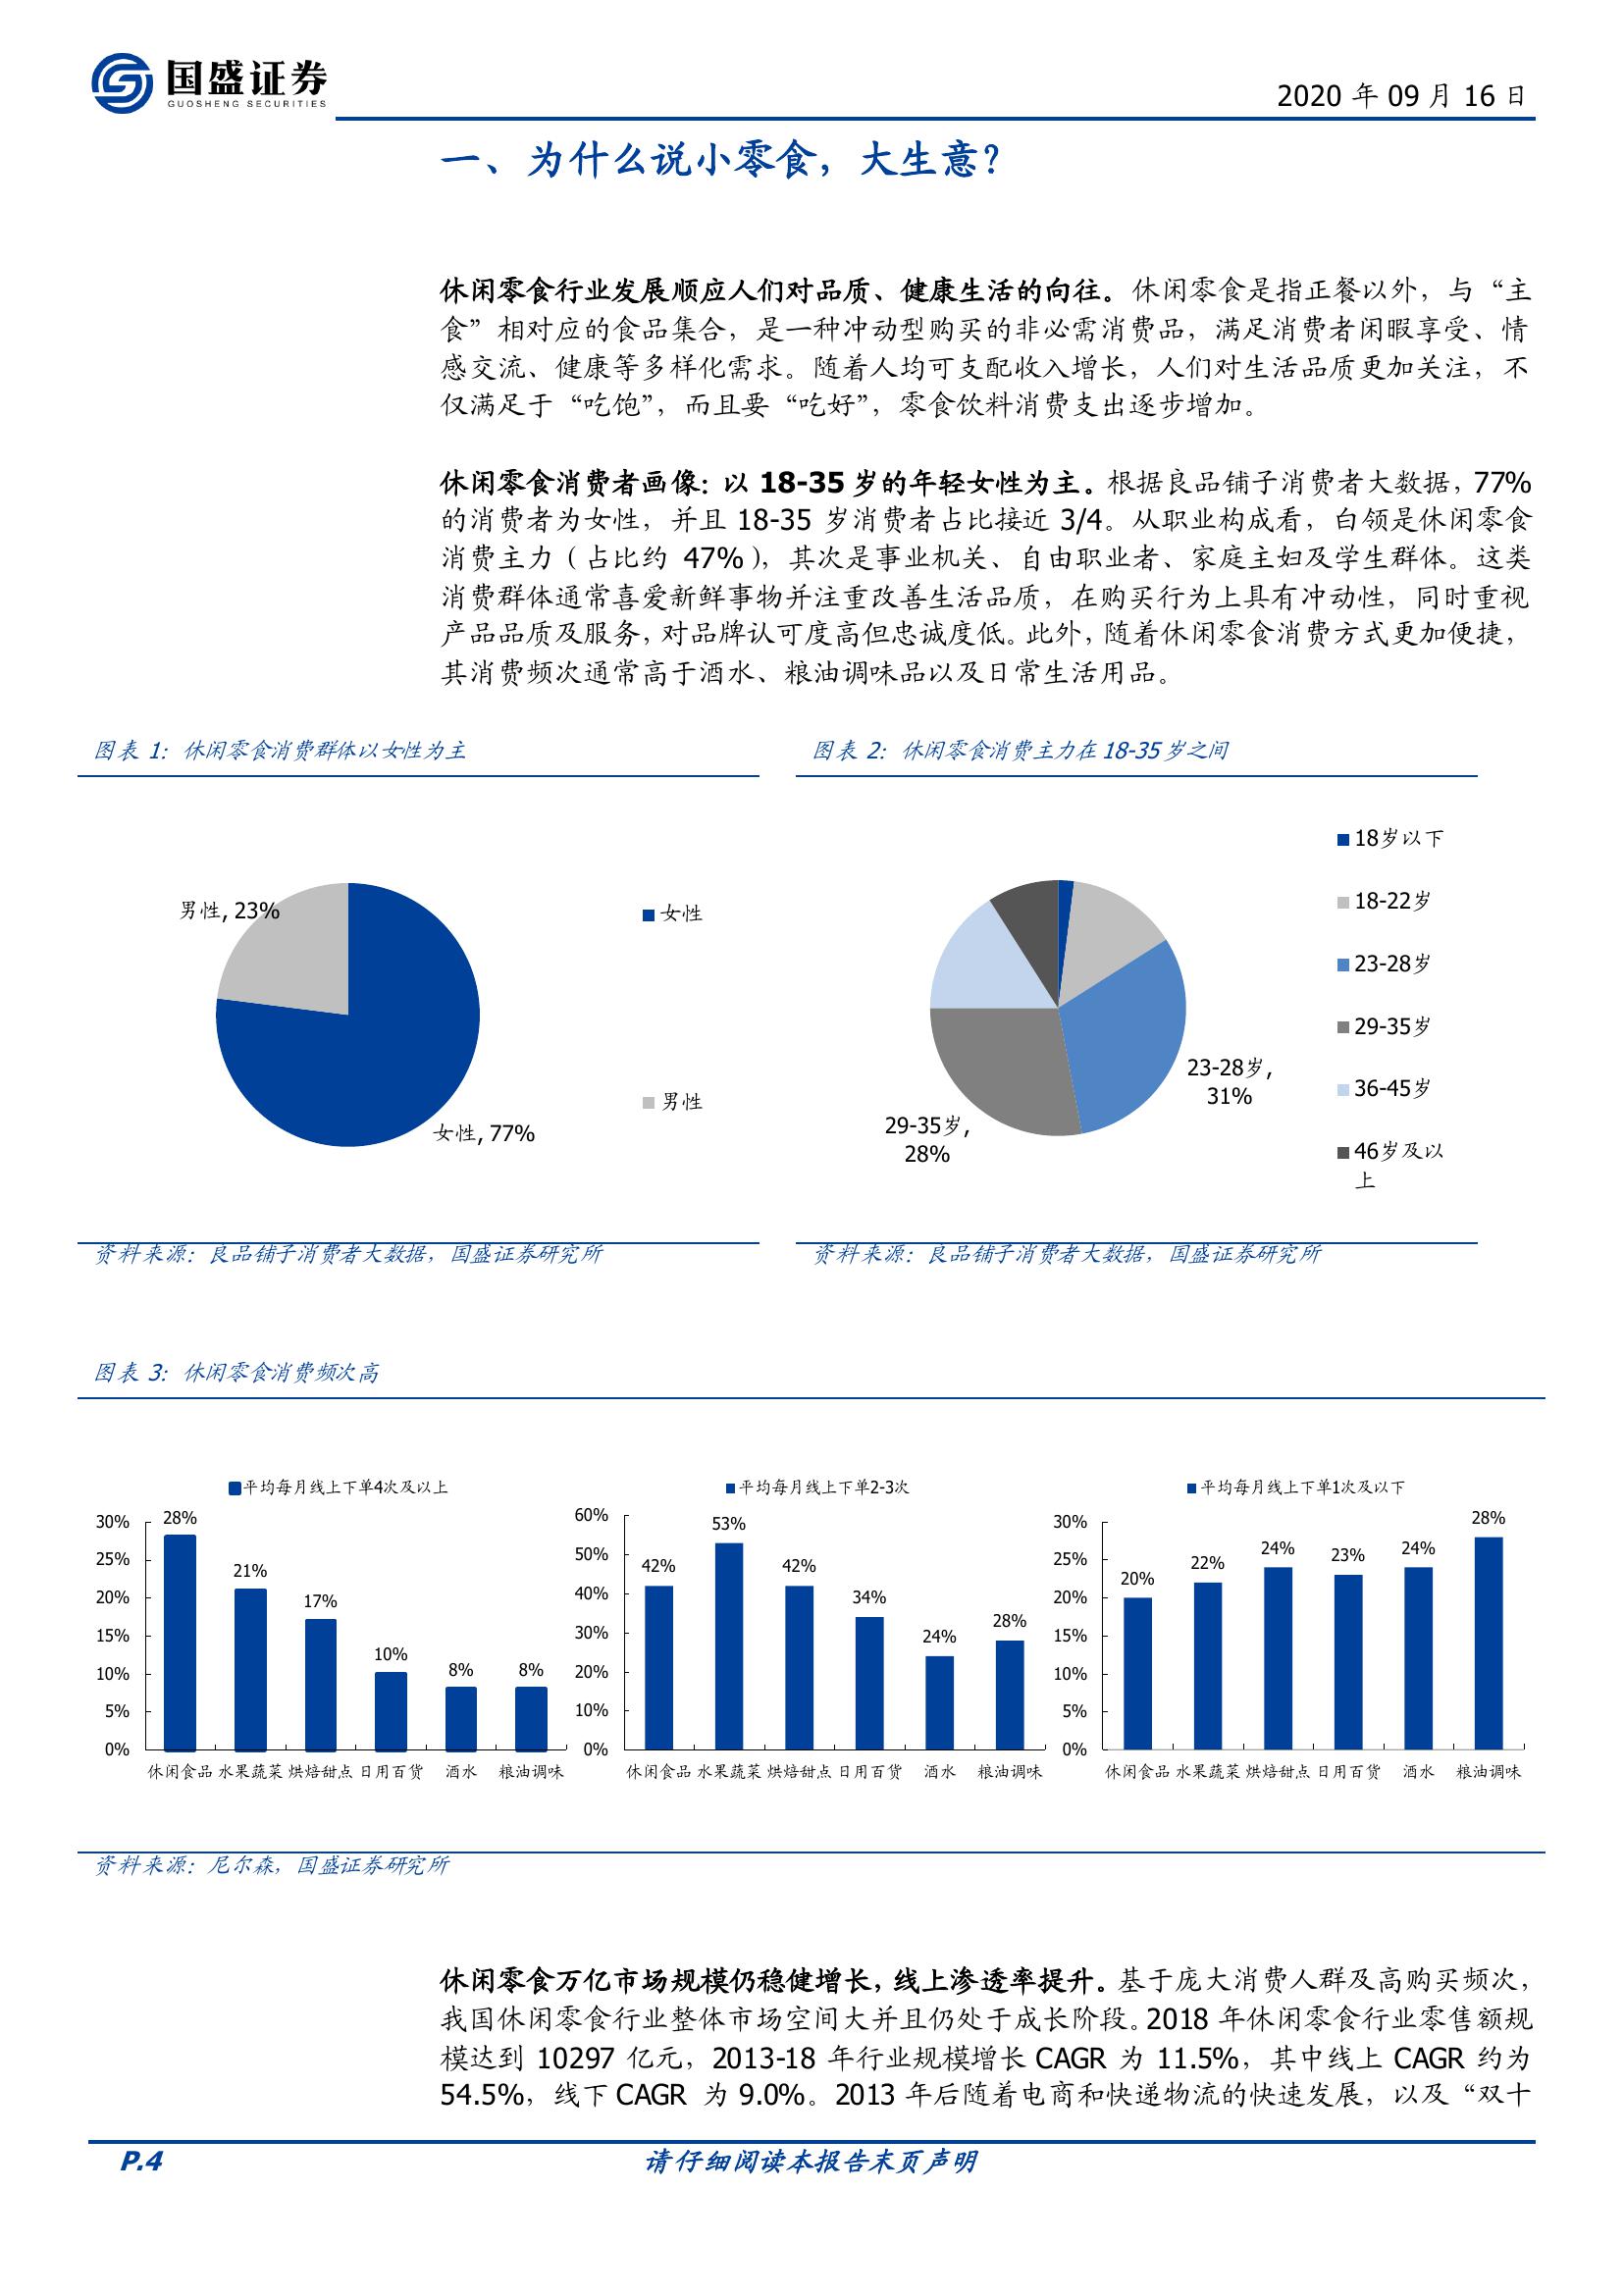 国盛证券
GUOSHENG SECURITIES
2020 年 09 月 16 日
一、为什么说小零食，大生意？
休闲零食行业发展顺应人们对品质、健康生活的向往。休闲零食是指正餐以外，与“主
食”相对应的食品集合，是一种冲动型购买的非必需消费品，满足消费者闲暇享受、情
感交流、健康等多样化需求。随着人均可支配收入增长，人们对生活品质更加关注，不
仅满足于“吃饱”，而且要“吃好”，零食饮料消费支出逐步增加。
休闲零食消费者画像：以 18-35 岁的年轻女性为主。根据良品铺子消费者大数据，77%
的消费者为女性，并且 18-35 岁消费者占比接近 3/4。从职业构成看，白领是休闲零食
消费主力（占比约 47%），其次是事业机关、自由职业者、家庭主妇及学生群体。这类
消费群体通常喜爱新鲜事物并注重改善生活品质，在购买行为上具有冲动性，同时重视
产品品质及服务，对品牌认可度高但忠诚度低。此外，随着休闲零食消费方式更加便捷，
其消费频次通常高于酒水、粮油调味品以及日常生活用品。
图表 1：休闲零食消费群体以女性为主
男性, 23%
女性, 77%
女性
男性
资料来源：良品铺子消费者大数据，国盛证券研究所
图表 2：休闲零食消费主力在 18-35 岁之间
23-28岁,
31%
29-35岁,
28%
18岁以下
18-22岁
23-28岁
29-35岁
36-45岁
46岁及以
上
资料来源：良品铺子消费者大数据，国盛证券研究所
图表 3：休闲零食消费频次高
平均每月线上下单4次及以上
30%
25%
20%
15%
10%
5%
0%
28%
21%
17%
10%
8%
8%
休闲食品 水果蔬菜 烘焙甜点 日用百货 酒水 粮油调味
平均每月线上下单2-3次
60%
50%
40%
30%
20%
10%
0%
42%
53%
42%
34%
24%
28%
休闲食品 水果蔬菜 烘焙甜点 日用百货 酒水 粮油调味
平均每月线上下单1次及以下
30%
25%
20%
15%
10%
5%
0%
20%
22%
24%
23%
24%
28%
休闲食品 水果蔬菜 烘焙甜点 日用百货 酒水 粮油调味
资料来源：尼尔森，国盛证券研究所
休闲零食万亿市场规模仍稳健增长，线上渗透率提升。基于庞大消费人群及高购买频次，
我国休闲零食行业整体市场空间大并且仍处于成长阶段。2018 年休闲零食行业零售额规
模达到 10297 亿元，2013-18 年行业规模增长 CAGR 为 11.5%，其中线上 CAGR 约为
54.5%，线下 CAGR 为 9.0%。2013 年后随着电商和快递物流的快速发展，以及“双十
P.4
请仔细阅读本报告末页声明